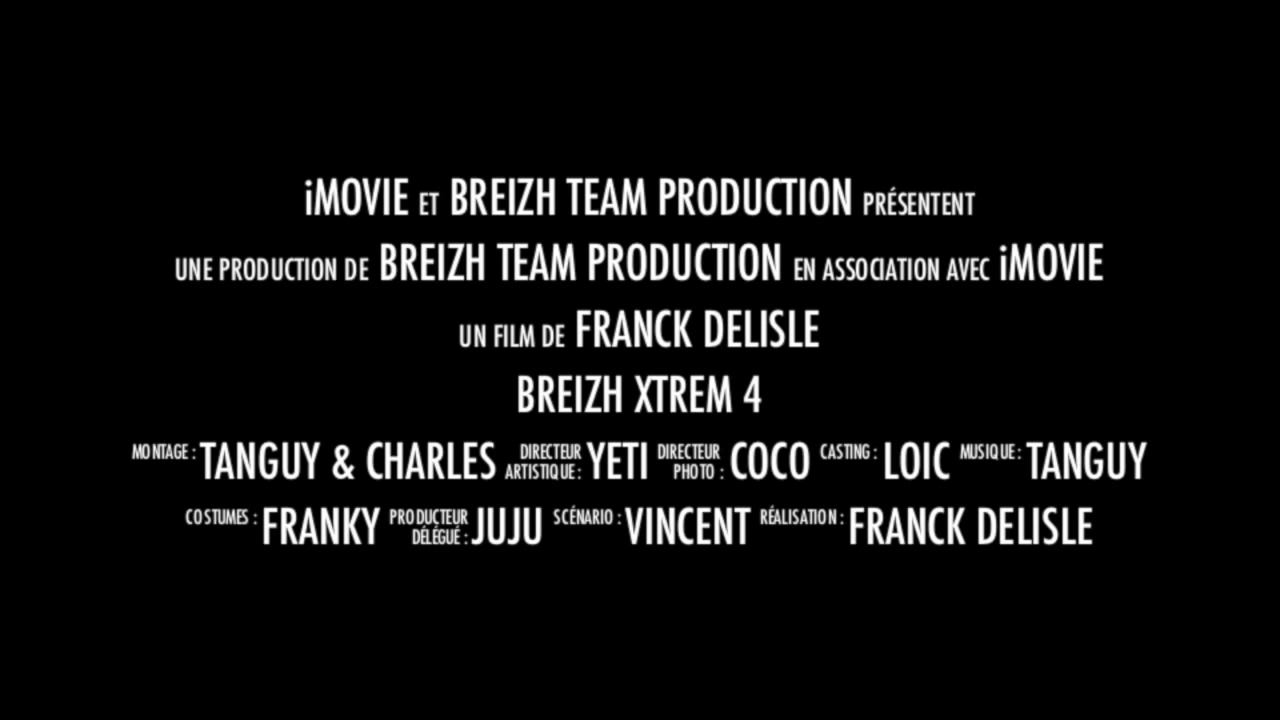 iMOVIE ET BREIZH TEAM PRODUCTION PRÉSENTENT
UNE PRODUCTION DE BREIZH TEAM PRODUCTION EN ASSOCIATION AVEC iMOVIE
UN FILM DE FRANCK DELISLE
BREIZH XTREM 4
MONTAGE : TANGUY & CHARLES DIRECTEUR ARTISTIQUE : YETI DIRECTEUR PHOTO : COCO CASTING : LOIC MUSIQUE : TANGUY
COSTUMES : FRANKY PRODUCTEUR DÉLÉGUÉ : JUJU SCÉNARIO : VINCENT RÉALISATION : FRANCK DELISLE